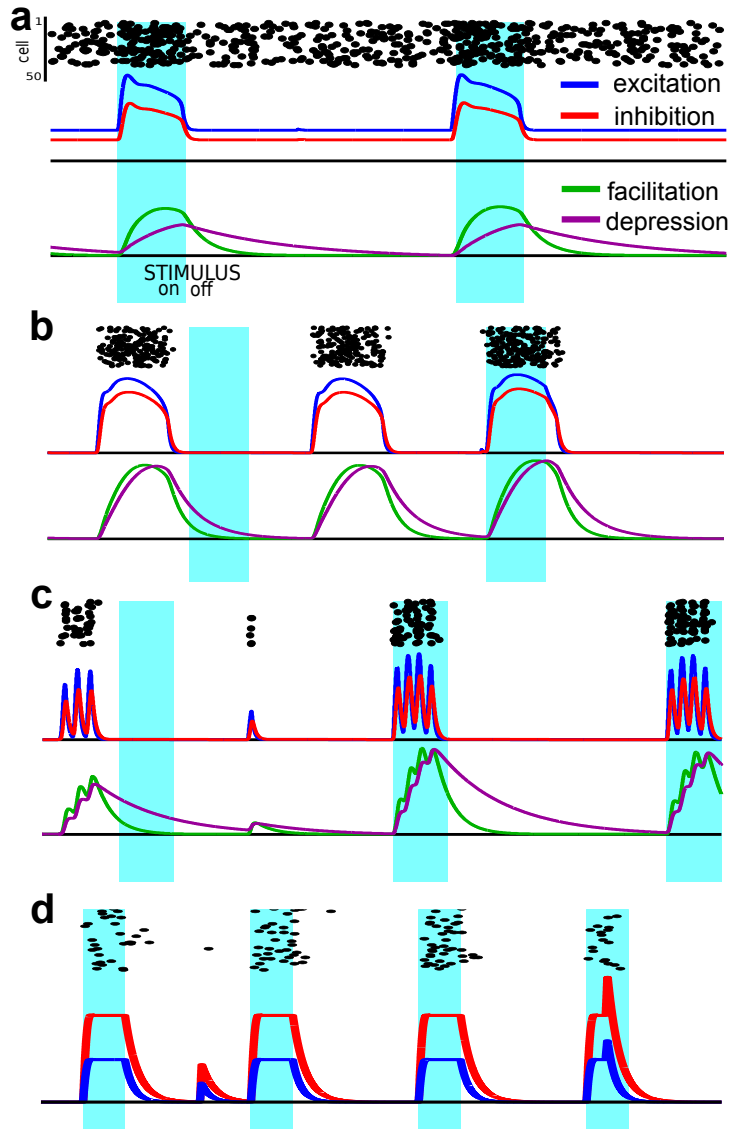 a
1
cell
50
excitation
inhibition
facilitation
depression
STIMULUS
on off
b
c
d